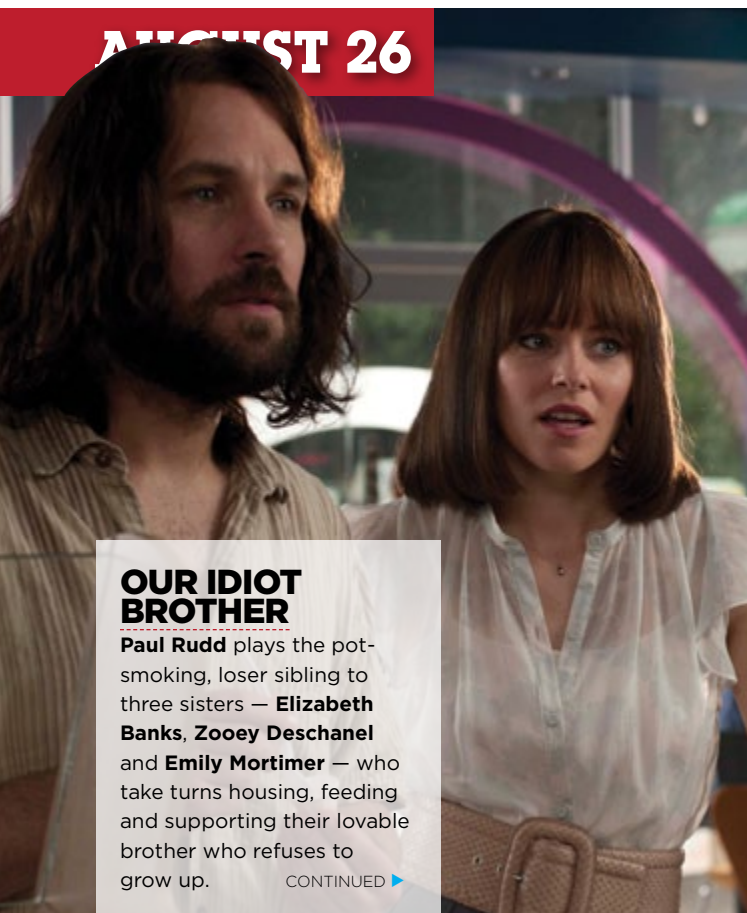 AUGUST 26
OUR IDIOT
BROTHER
Paul Rudd plays the pot-
smoking, loser sibling to
three sisters — Elizabeth
Banks, Zooey Deschanel
and Emily Mortimer — who
take turns housing, feeding
and supporting their lovable
brother who refuses to
grow up. CONTINUED ▶